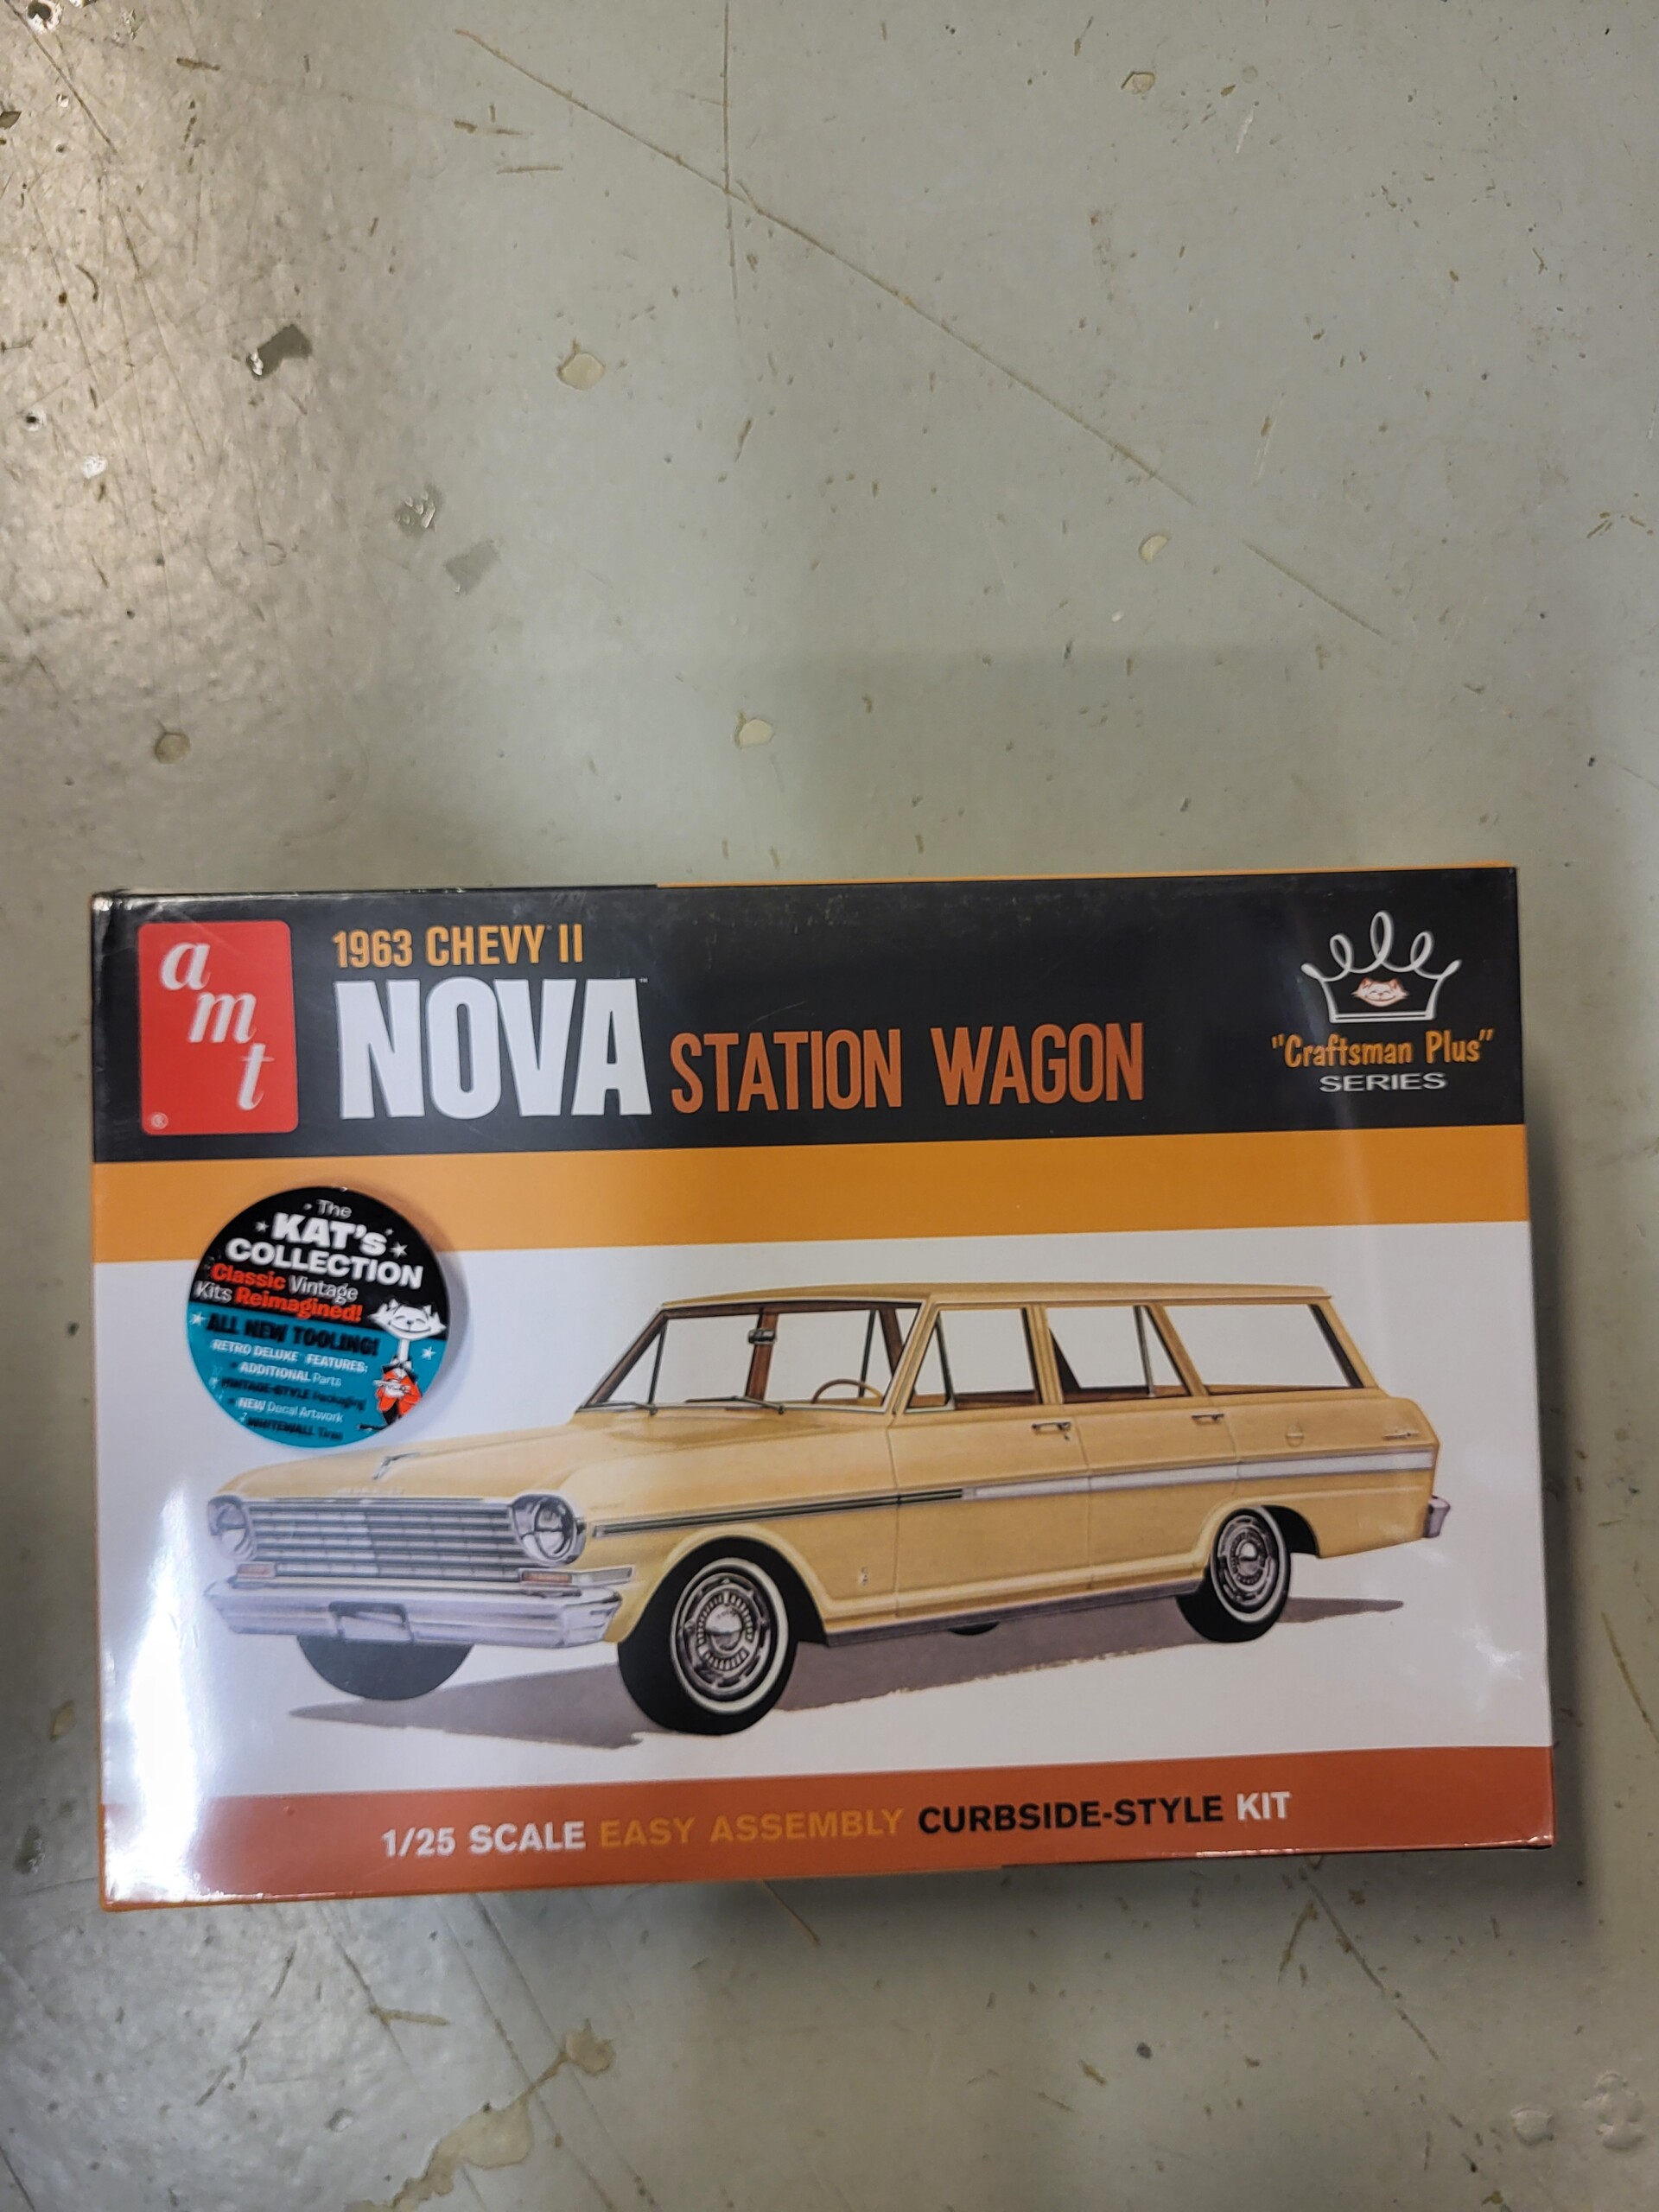 amt
®
1963 CHEVY II
NOVA™ STATION WAGON
"Craftsman Plus"
SERIES
The
KAT's
COLLECTION
Classic Vintage
Kits Reimagined!
ALL NEW TOOLING!
RETRO DELUXE FEATURES:
ADDITIONAL Parts
VINTAGE-STYLE Packaging
NEW Decal Artwork
WHITEWALL Tires
1/25 SCALE EASY ASSEMBLY CURBSIDE-STYLE KIT